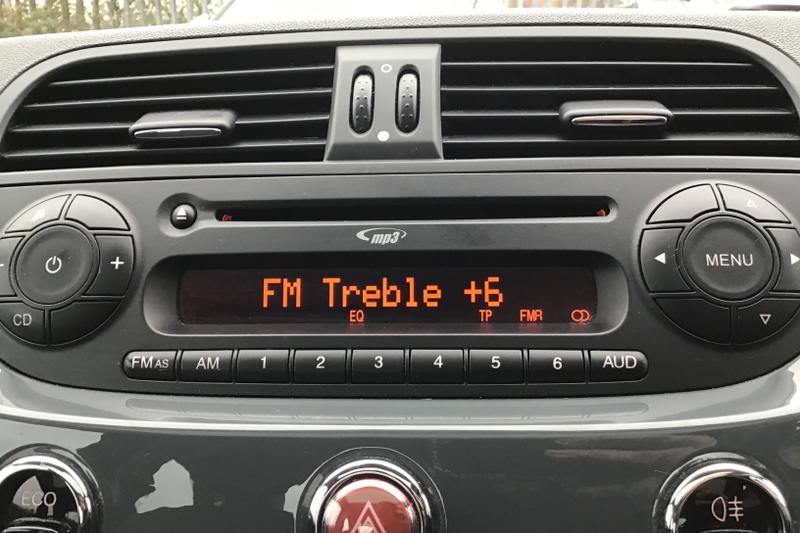 mp3
FM Treble +6
EQ TP FMR
+
MENU
CD
FM AS AM 1 2 3 4 5 6 AUD
ECO